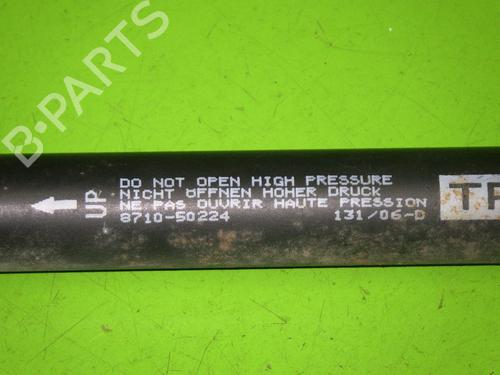 B-PARTS
UP
DO NOT OPEN HIGH PRESSURE
NICHT ÖFFNEN HOHER DRUCK
NE PAS OUVRIR HAUTE PRESSION
8710-50224 131/06-D